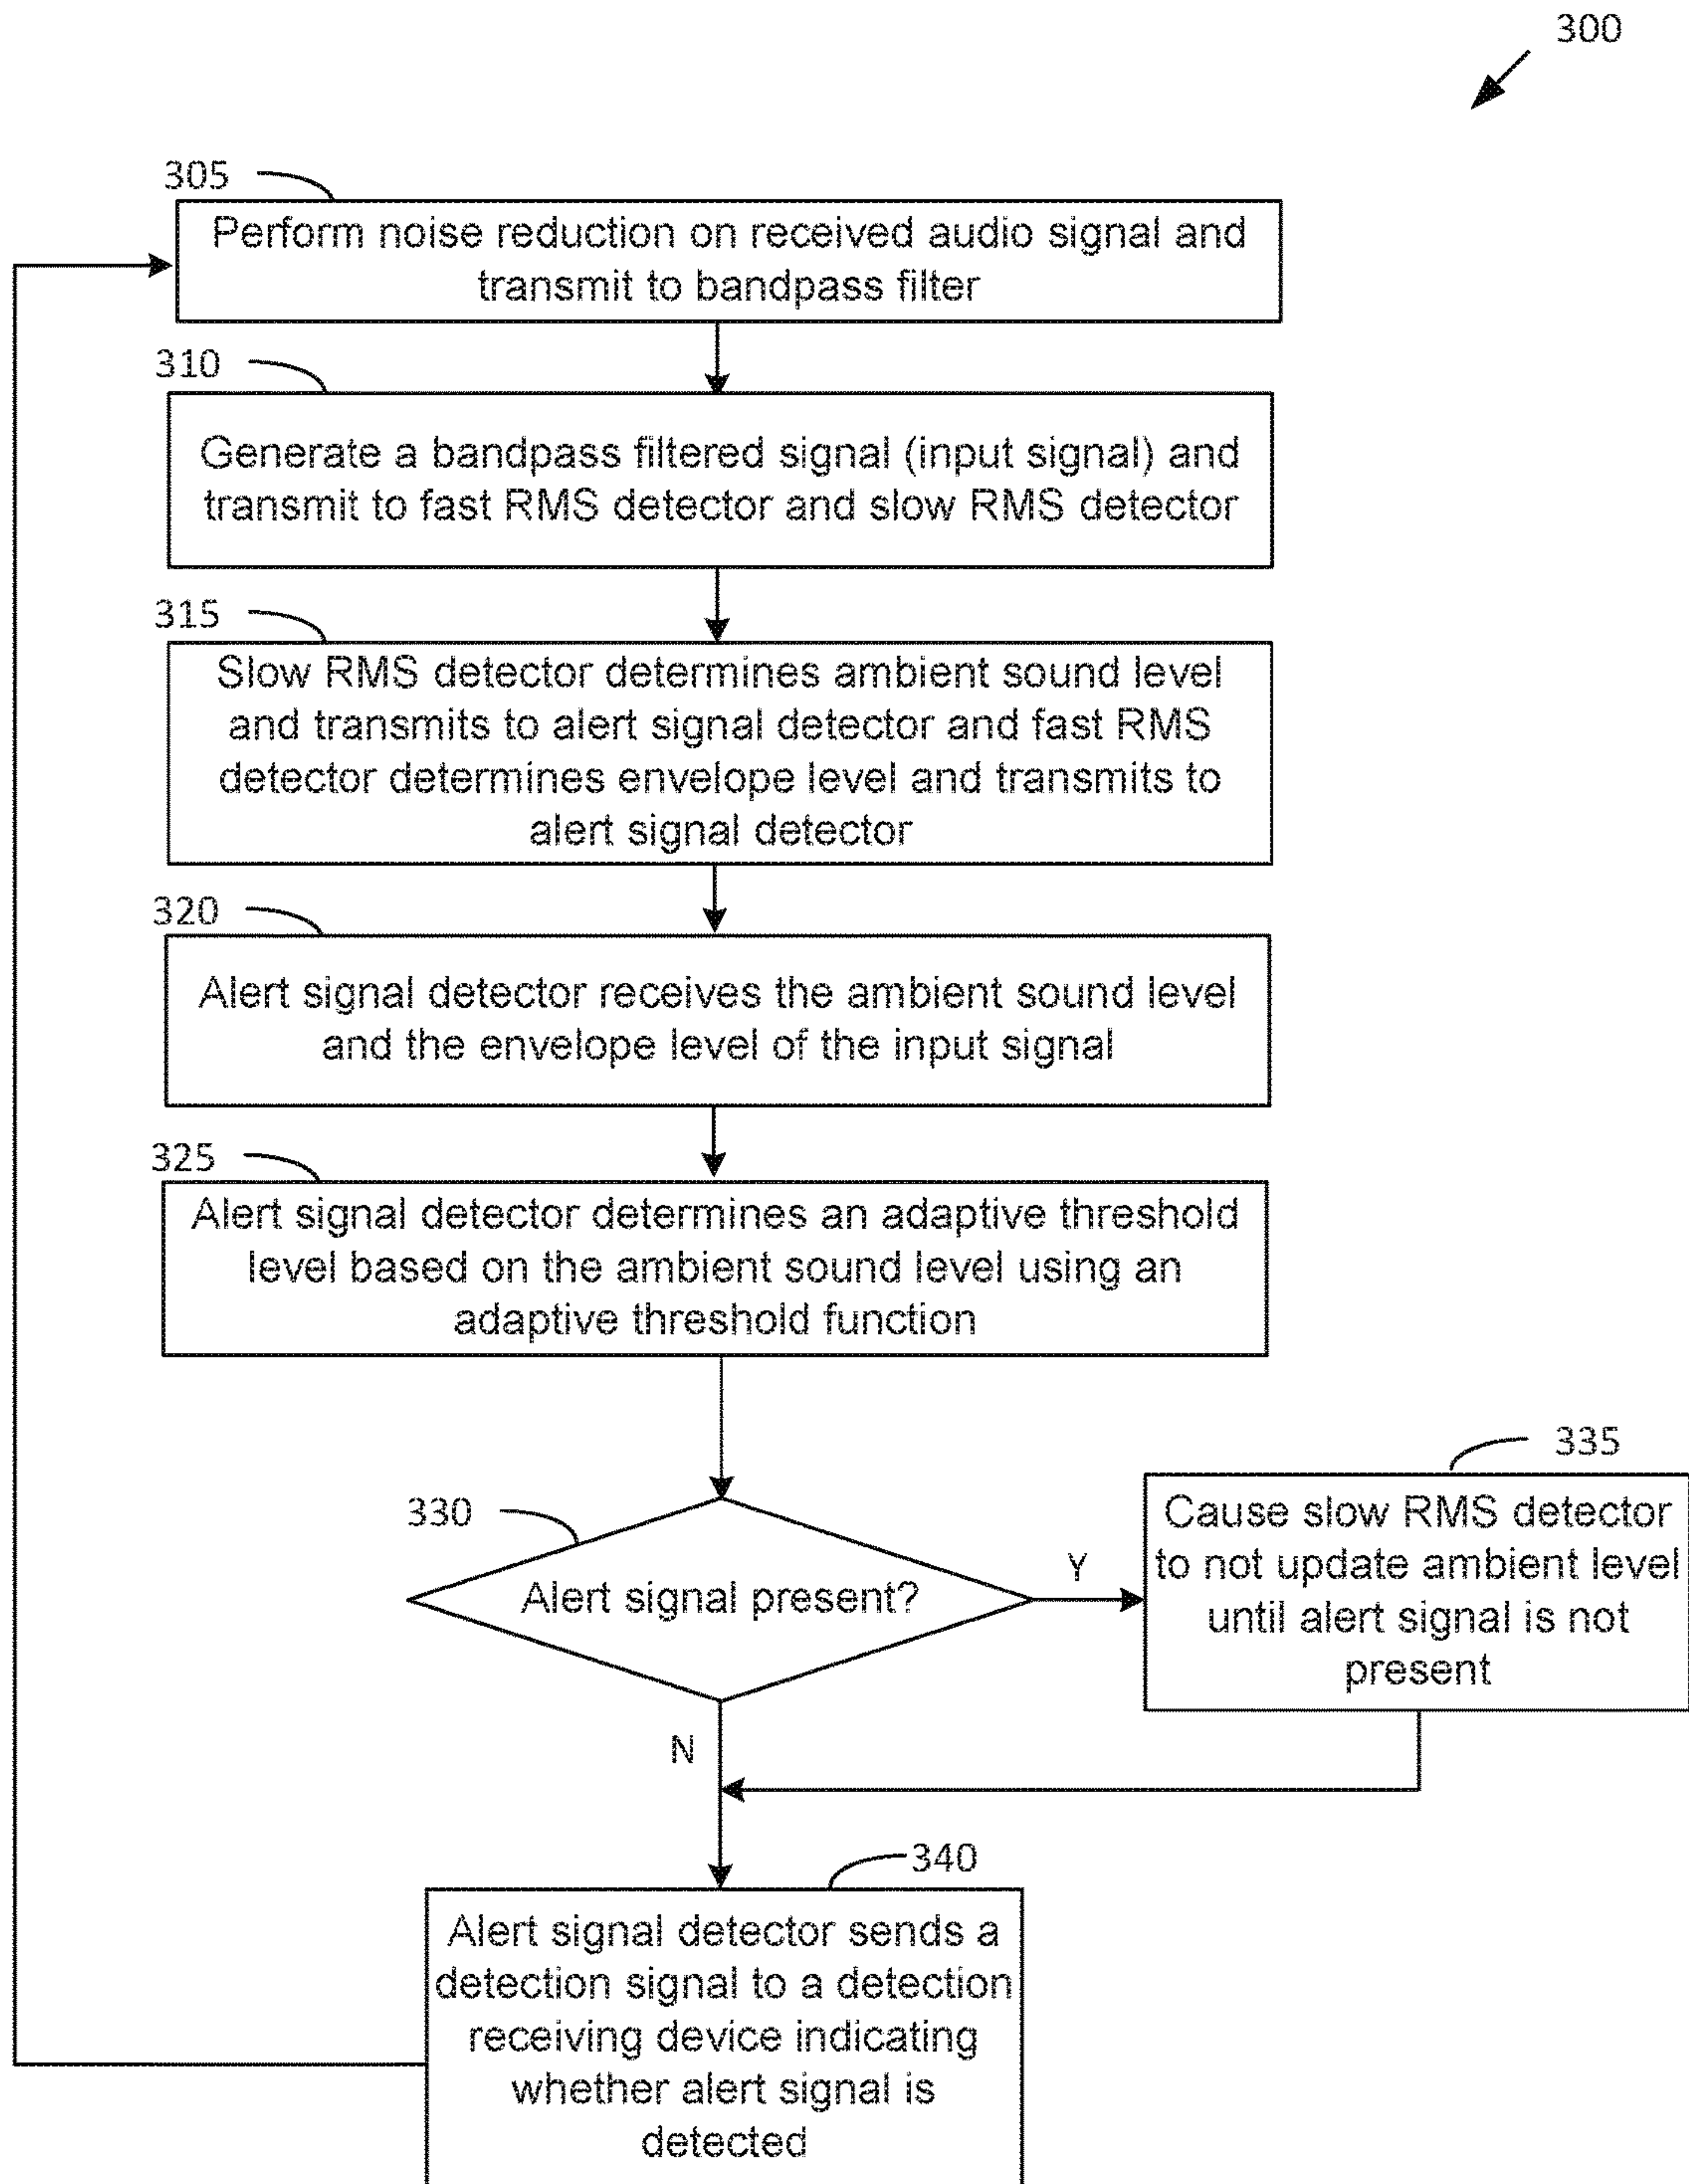 300
305
Perform noise reduction on received audio signal and
transmit to bandpass filter
310
Generate a bandpass filtered signal (input signal) and
transmit to fast RMS detector and slow RMS detector
315
Slow RMS detector determines ambient sound level
and transmits to alert signal detector and fast RMS
detector determines envelope level and transmits to
alert signal detector
320
Alert signal detector receives the ambient sound level
and the envelope level of the input signal
325
Alert signal detector determines an adaptive threshold
level based on the ambient sound level using an
adaptive threshold function
330
Alert signal present?
Y
335
Cause slow RMS detector
to not update ambient level
until alert signal is not
present
N
340
Alert signal detector sends a
detection signal to a detection
receiving device indicating
whether alert signal is
detected